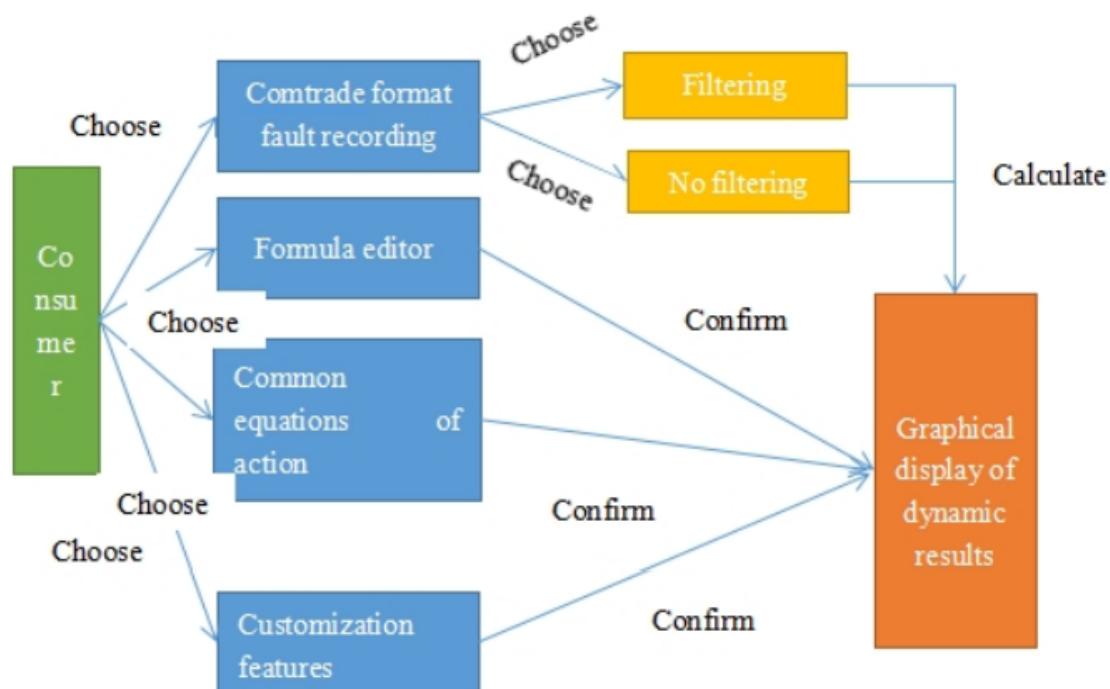 Choose
Comtrade format
fault recording
Choose
Filtering
Choose
No filtering
Calculate
Co
nsu
me
r
Formula editor
Choose
Confirm
Common
equations of
action
Graphical
display of
dynamic
results
Choose
Confirm
Choose
Customization
features
Confirm